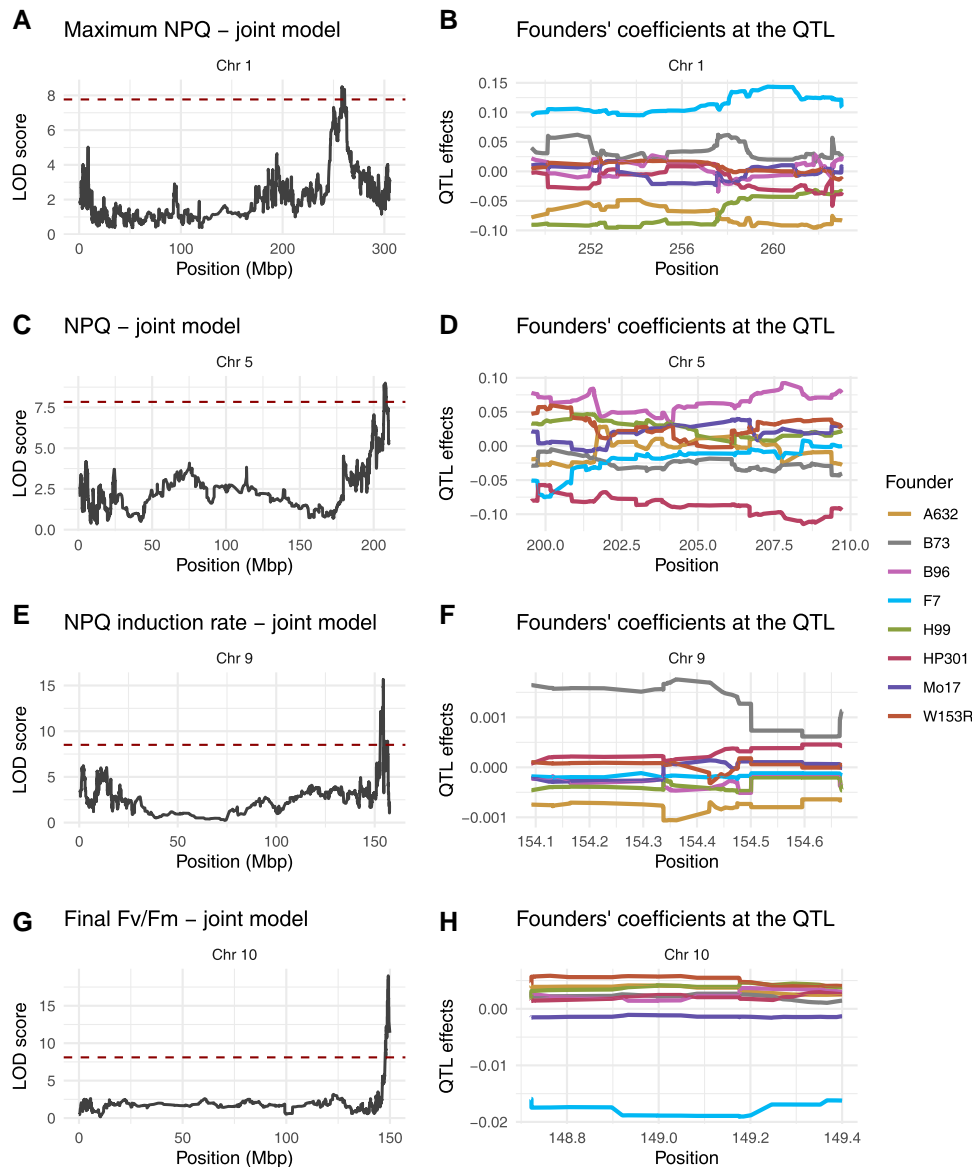 A Maximum NPQ – joint model
Chr 1
LOD score
8
6
4
2
0
0 100 200 300
Position (Mbp)
B Founders' coefficients at the QTL
Chr 1
QTL effects
0.15
0.10
0.05
0.00
−0.05
−0.10
252 256 260
Position
C NPQ – joint model
Chr 5
LOD score
7.5
5.0
2.5
0.0
0 50 100 150 200
Position (Mbp)
D Founders' coefficients at the QTL
Chr 5
QTL effects
0.10
0.05
0.00
−0.05
−0.10
200.0 202.5 205.0 207.5 210.0
Position
E NPQ induction rate – joint model
Chr 9
LOD score
15
10
5
0
0 50 100 150
Position (Mbp)
F Founders' coefficients at the QTL
Chr 9
QTL effects
0.001
0.000
−0.001
154.1 154.2 154.3 154.4 154.5 154.6
Position
G Final Fv/Fm – joint model
Chr 10
LOD score
15
10
5
0
0 50 100 150
Position (Mbp)
H Founders' coefficients at the QTL
Chr 10
QTL effects
0.00
−0.01
−0.02
148.8 149.0 149.2 149.4
Position
Founder
A632
B73
B96
F7
H99
HP301
Mo17
W153R